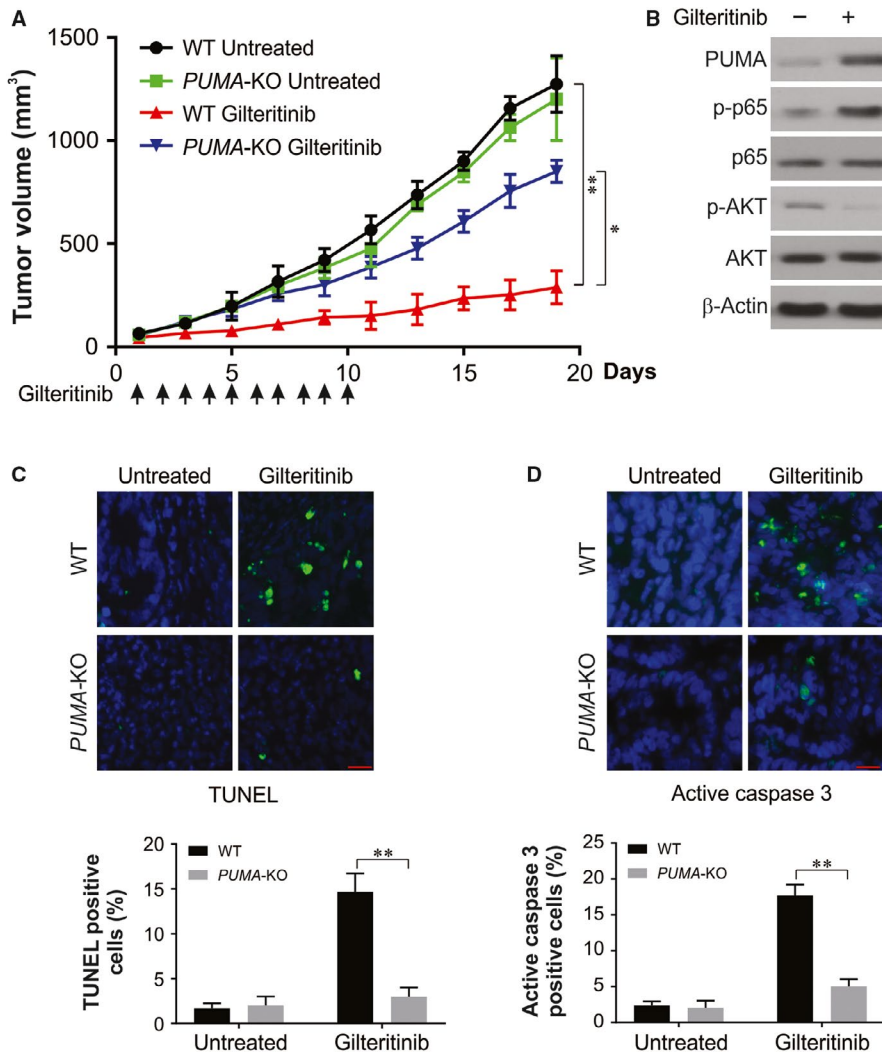 A
1500
1000
500
0
Tumor volume (mm³)
WT Untreated
PUMA-KO Untreated
WT Gilteritinib
PUMA-KO Gilteritinib
**
*
0 5 10 15 20 Days
Gilteritinib
B
Gilteritinib − +
PUMA
p-p65
p65
p-AKT
AKT
β-Actin
C
Untreated Gilteritinib
WT
PUMA-KO
TUNEL
20
15
10
5
0
TUNEL positive
cells (%)
WT
PUMA-KO
**
Untreated Gilteritinib
D
Untreated Gilteritinib
WT
PUMA-KO
Active caspase 3
25
20
15
10
5
0
Active caspase 3
positive cells (%)
WT
PUMA-KO
**
Untreated Gilteritinib